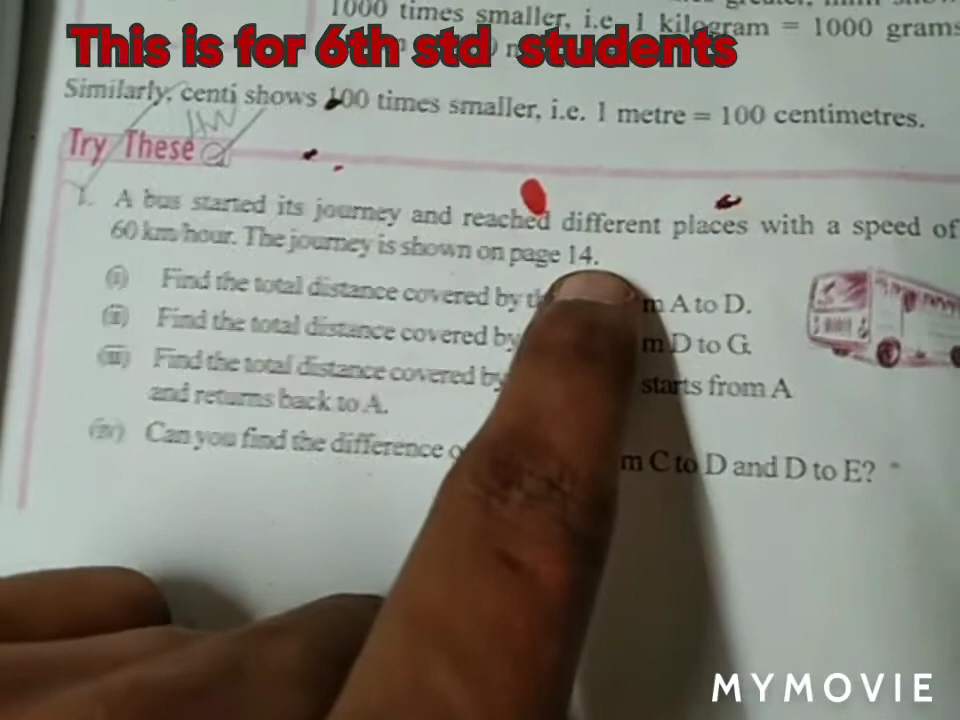 1000 times smaller, i.e. 1 kilogram = 1000 grams
This is for 6th std students
Similarly, centi shows 100 times smaller, i.e. 1 metre = 100 centimetres.
Try These
1. A bus started its journey and reached different places with a speed of
60 km/hour. The journey is shown on page 14.
(i) Find the total distance covered by m A to D.
(ii) Find the total distance covered by m D to G.
(iii) Find the total distance covered by starts from A
and returns back to A.
(iv) Can you find the difference m C to D and D to E?
MYMOVIE